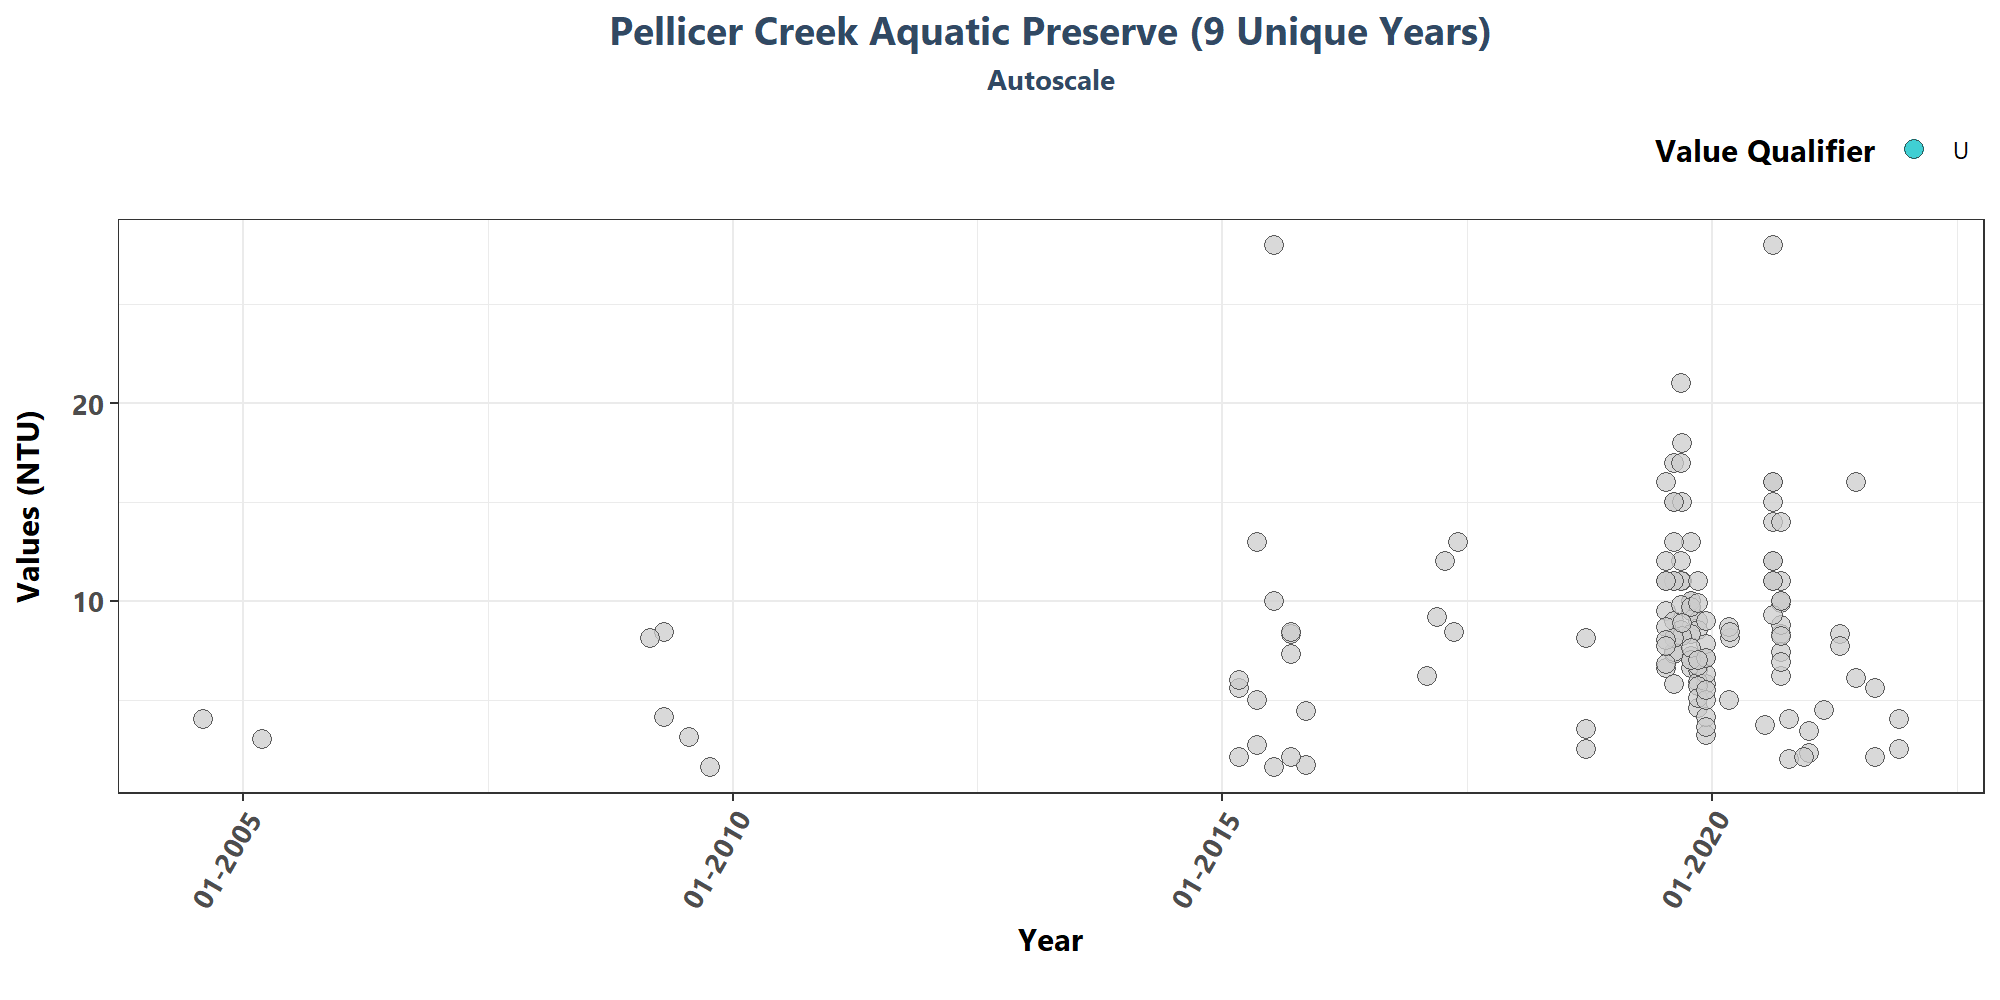 Pellicer Creek Aquatic Preserve (9 Unique Years)
Autoscale
Value Qualifier U
Values (NTU)
20
10
01-2005 01-2010 01-2015 01-2020
Year